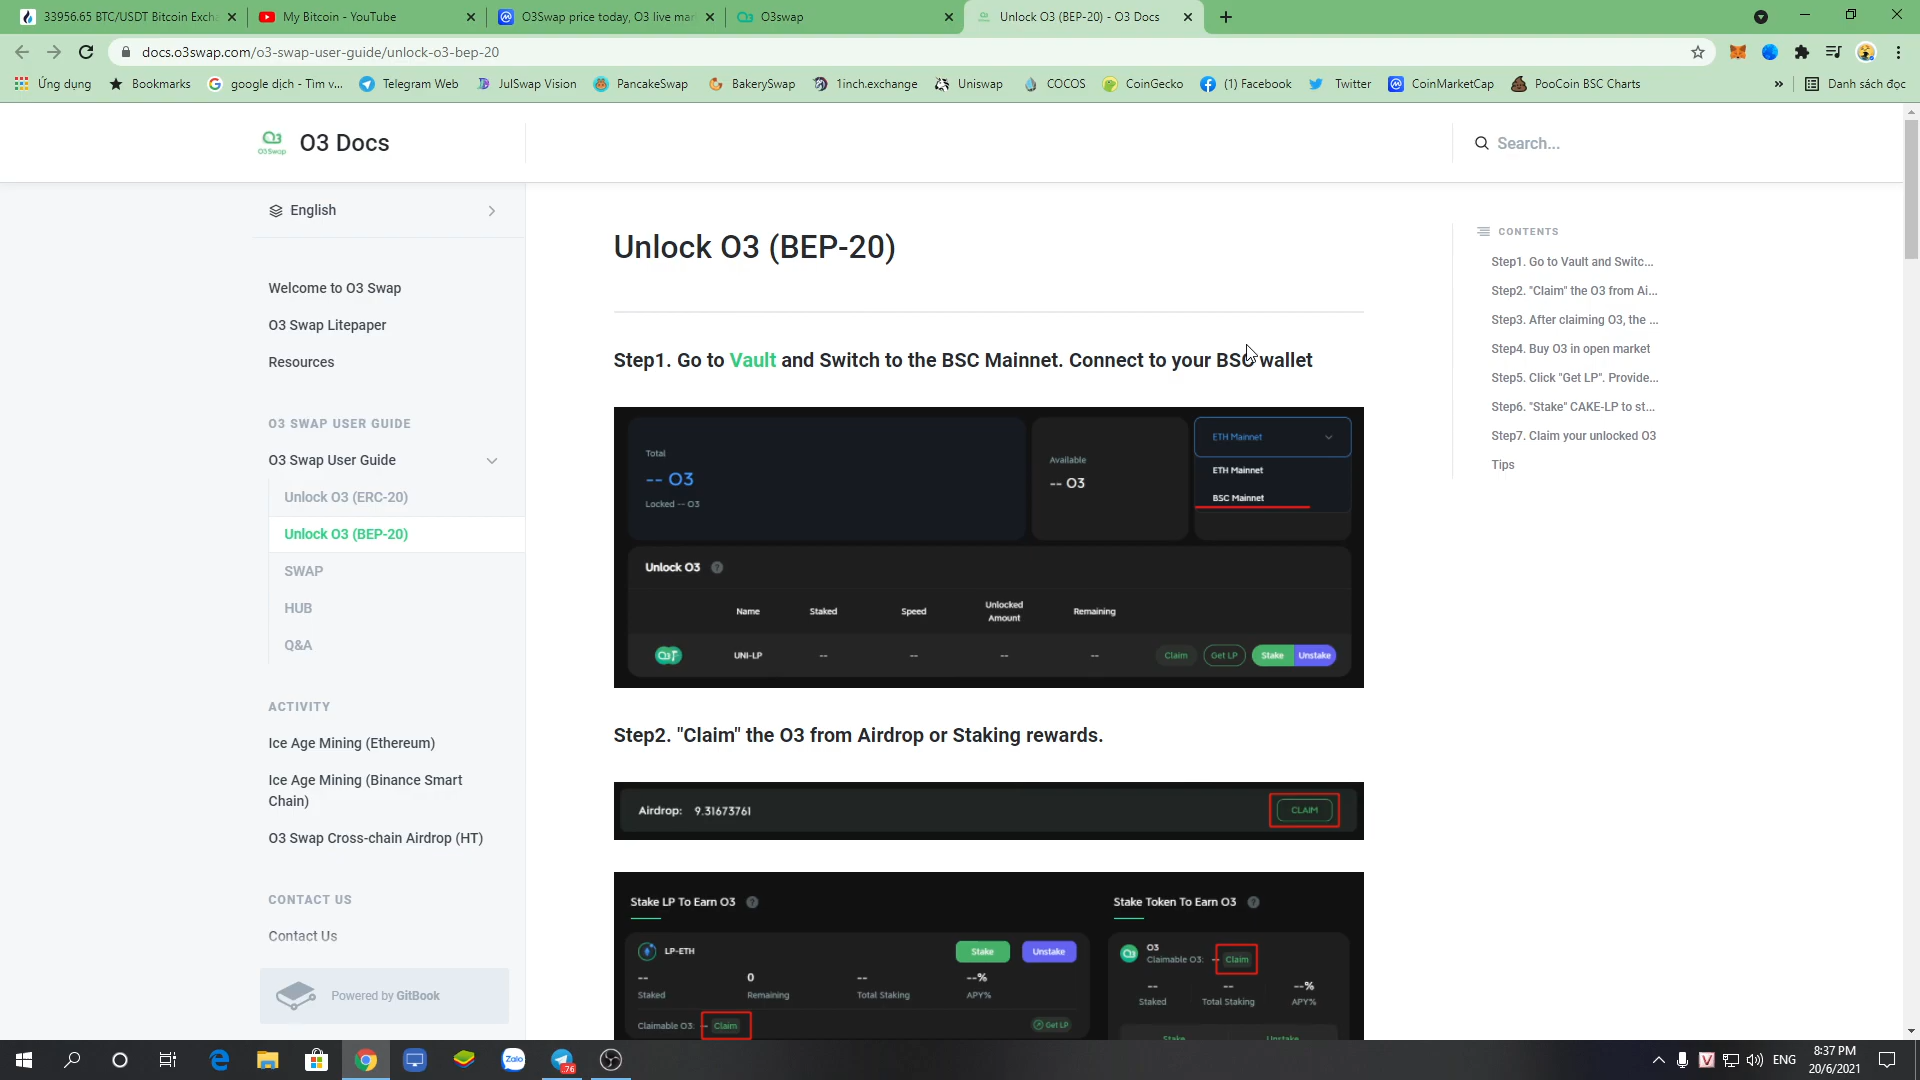 33956.65 BTC/USDT Bitcoin Excha
My Bitcoin - YouTube
O3Swap price today, O3 live mar
O3swap
Unlock O3 (BEP-20) - O3 Docs
docs.o3swap.com/o3-swap-user-guide/unlock-o3-bep-20
Ứng dụng
Bookmarks
google dịch - Tìm v...
Telegram Web
JulSwap Vision
PancakeSwap
BakerySwap
1inch.exchange
Uniswap
COCOS
CoinGecko
(1) Facebook
Twitter
CoinMarketCap
PooCoin BSC Charts
»
Danh sách đọc
O3Swap
O3 Docs
Search...
English
Welcome to O3 Swap
O3 Swap Litepaper
Resources
O3 SWAP USER GUIDE
O3 Swap User Guide
Unlock O3 (ERC-20)
Unlock O3 (BEP-20)
SWAP
HUB
Q&A
ACTIVITY
Ice Age Mining (Ethereum)
Ice Age Mining (Binance Smart
Chain)
O3 Swap Cross-chain Airdrop (HT)
CONTACT US
Contact Us
Powered by GitBook
Unlock O3 (BEP-20)
Step1. Go to Vault and Switch to the BSC Mainnet. Connect to your BSC wallet
Total
-- O3
Locked -- O3
Available
-- O3
ETH Mainnet
ETH Mainnet
BSC Mainnet
Unlock O3 ?
Name Staked Speed Unlocked Amount Remaining
UNI-LP -- -- -- -- Claim Get LP Stake Unstake
Step2. "Claim" the O3 from Airdrop or Staking rewards.
Airdrop: 9.31673761 CLAIM
Stake LP To Earn O3 ?
LP-ETH Stake Unstake
-- 0 -- --%
Staked Remaining Total Staking APY%
Claimable O3: -- Claim Get LP
Stake Token To Earn O3 ?
O3
Claimable O3: -- Claim
-- -- --%
Staked Total Staking APY%
Stake Unstake
CONTENTS
Step1. Go to Vault and Switc...
Step2. "Claim" the O3 from Ai...
Step3. After claiming O3, the ...
Step4. Buy O3 in open market
Step5. Click "Get LP". Provide...
Step6. "Stake" CAKE-LP to st...
Step7. Claim your unlocked O3
Tips
Zalo
76
V
ENG
8:37 PM
20/6/2021